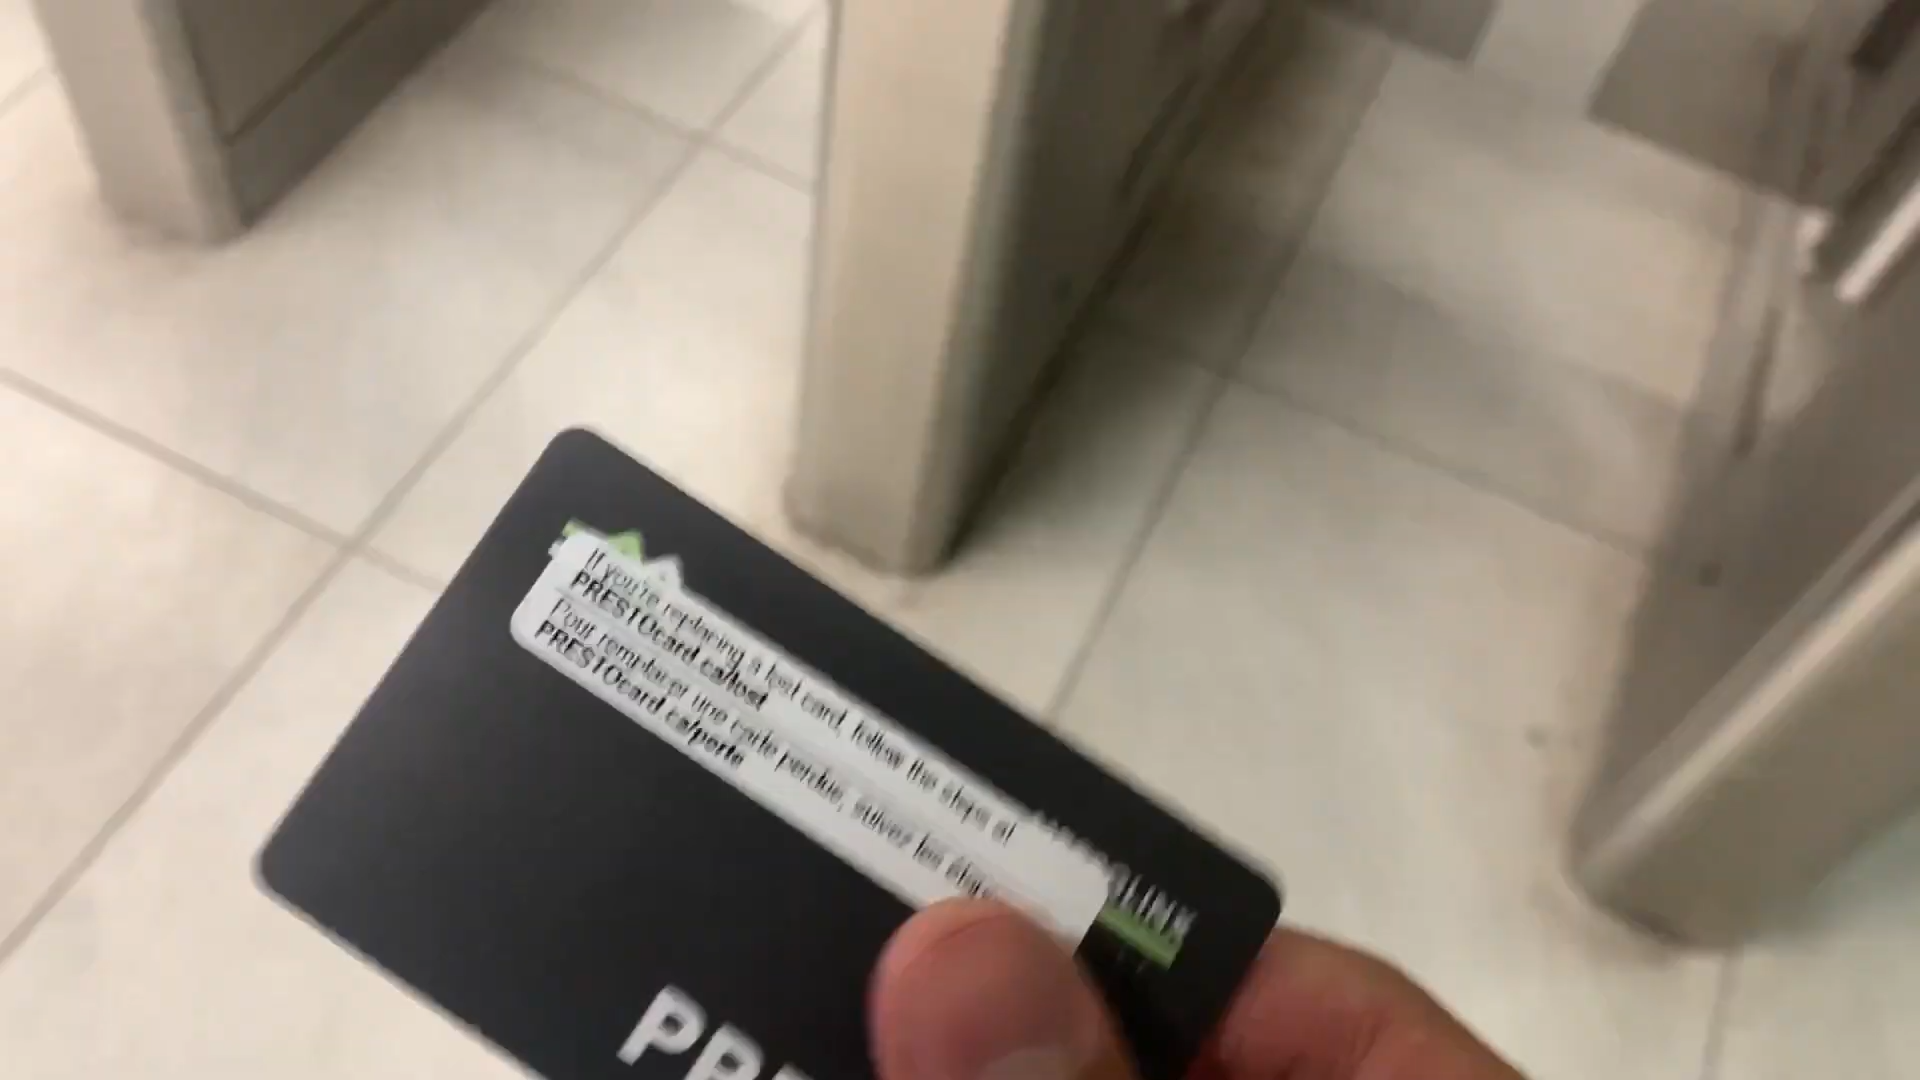 If you're replacing a lost card, follow the steps at
PRESTOcard.ca/lost
Pour remplacer une carte perdue, suivez les
PRESTOcard.ca/perte